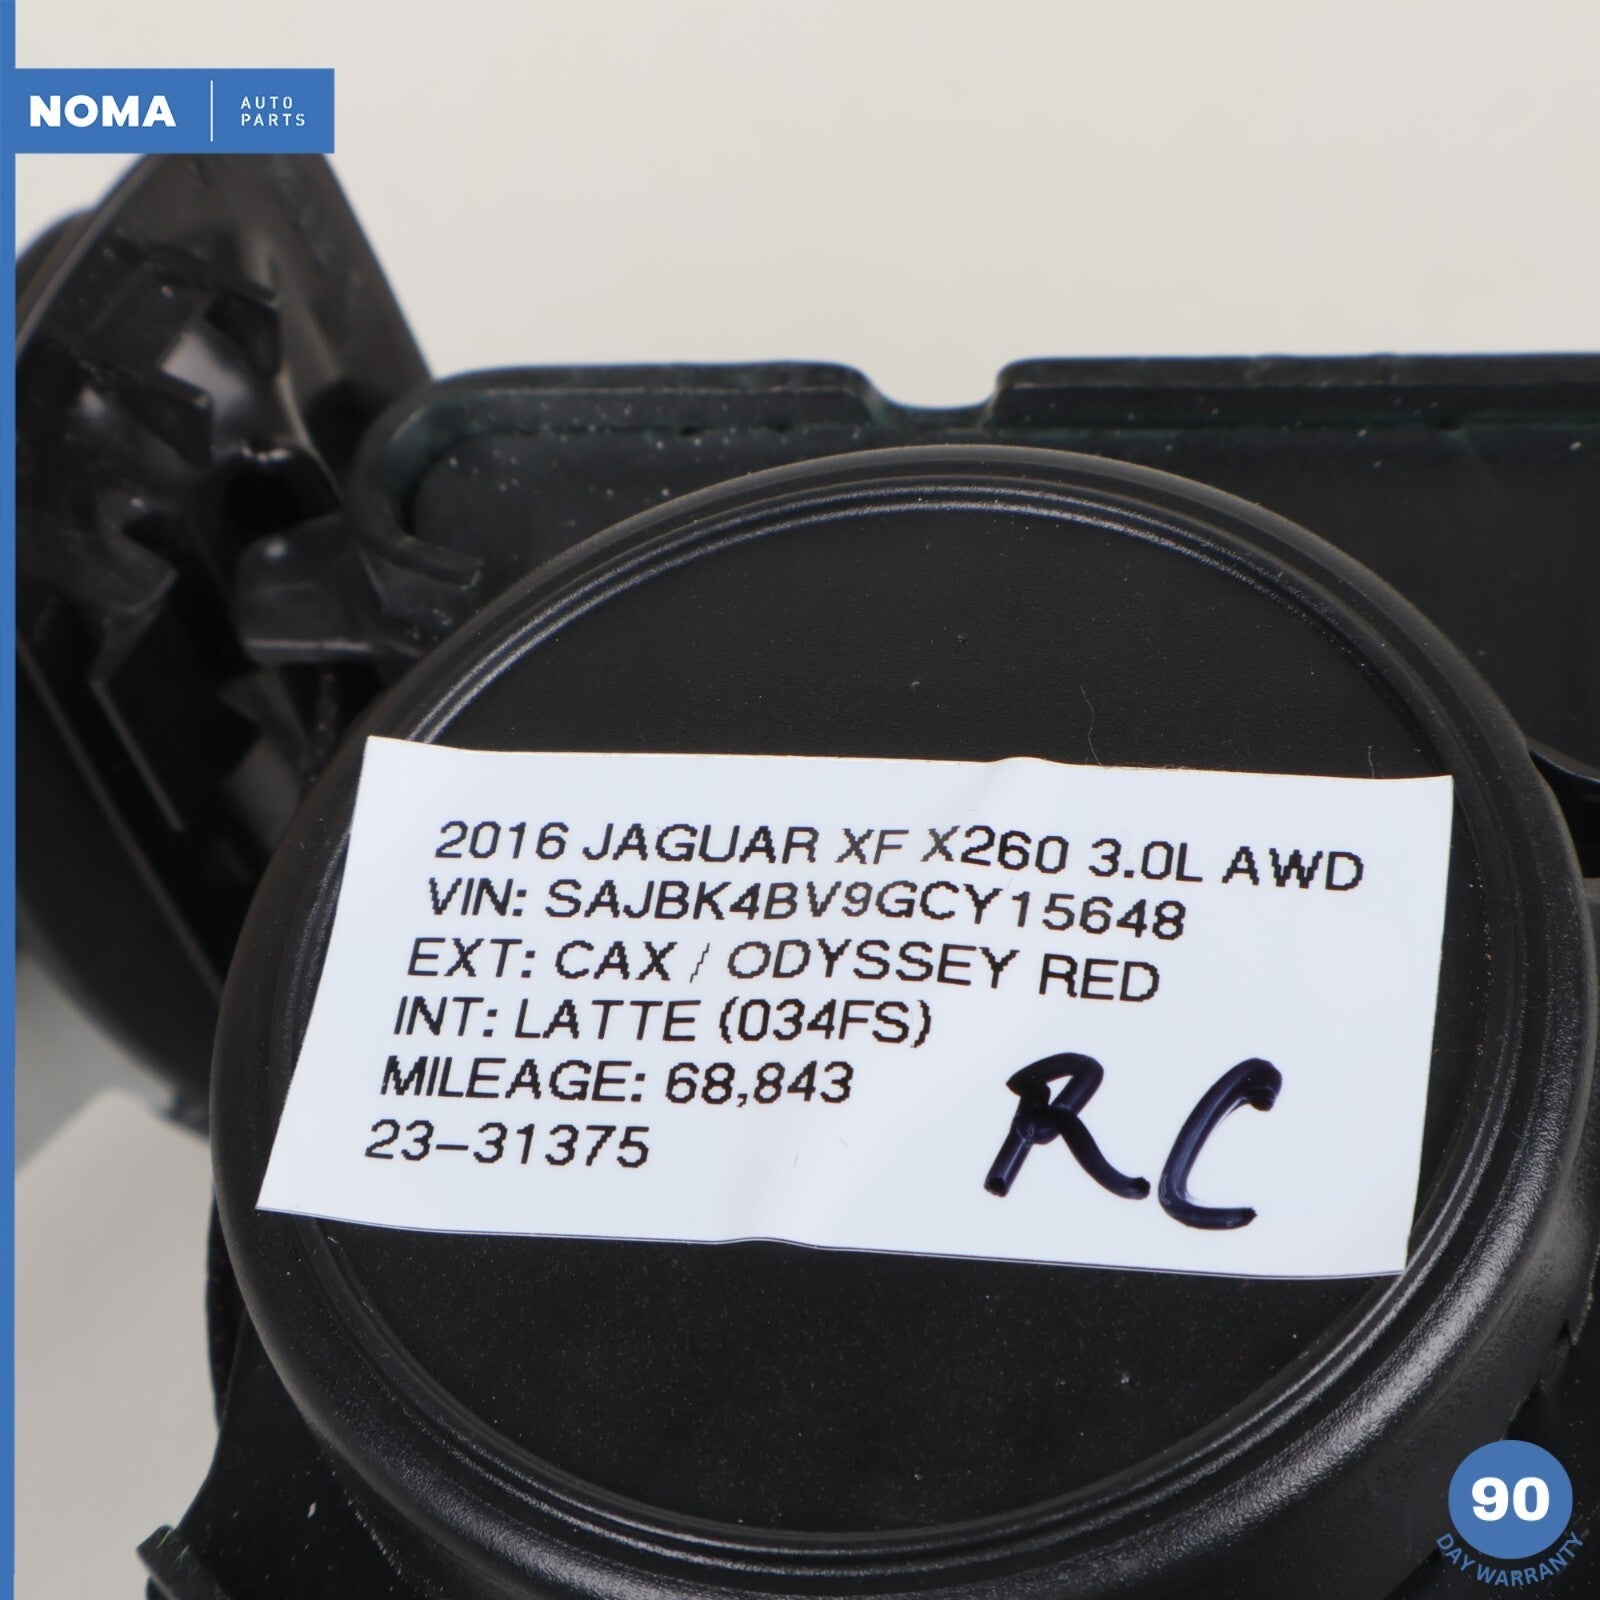 NOMA AUTO PARTS
2016 JAGUAR XF X260 3.0L AWD
VIN: SAJBK4BV9GCY15648
EXT: CAX / ODYSSEY RED
INT: LATTE (034FS)
MILEAGE: 68,843
23-31375
RC
90
DAY WARRANTY